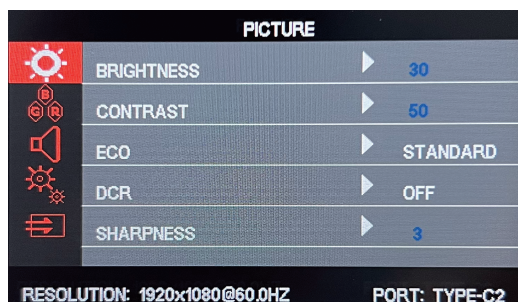 PICTURE
BRIGHTNESS 30
B
G R
CONTRAST 50
ECO STANDARD
DCR OFF
SHARPNESS 3
RESOLUTION: 1920x1080@60.0HZ PORT: TYPE-C2